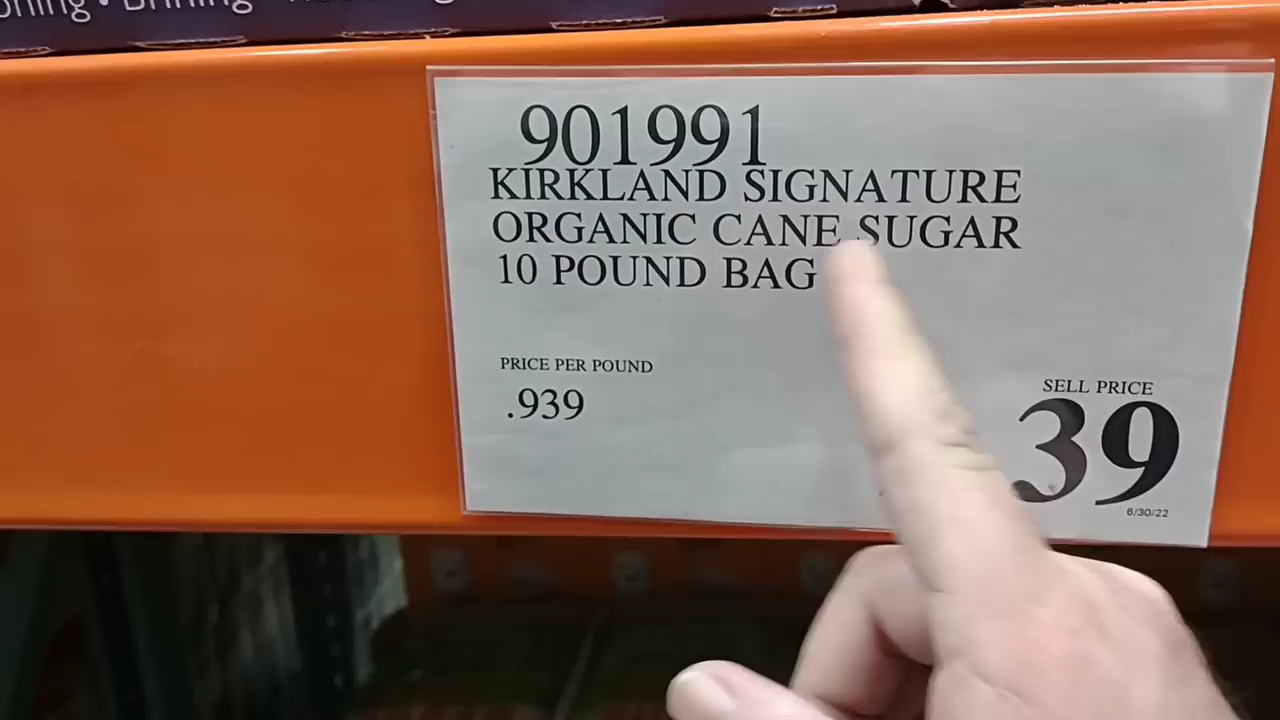 901991
KIRKLAND SIGNATURE
ORGANIC CANE SUGAR
10 POUND BAG
PRICE PER POUND
.939
SELL PRICE
39
6/30/22